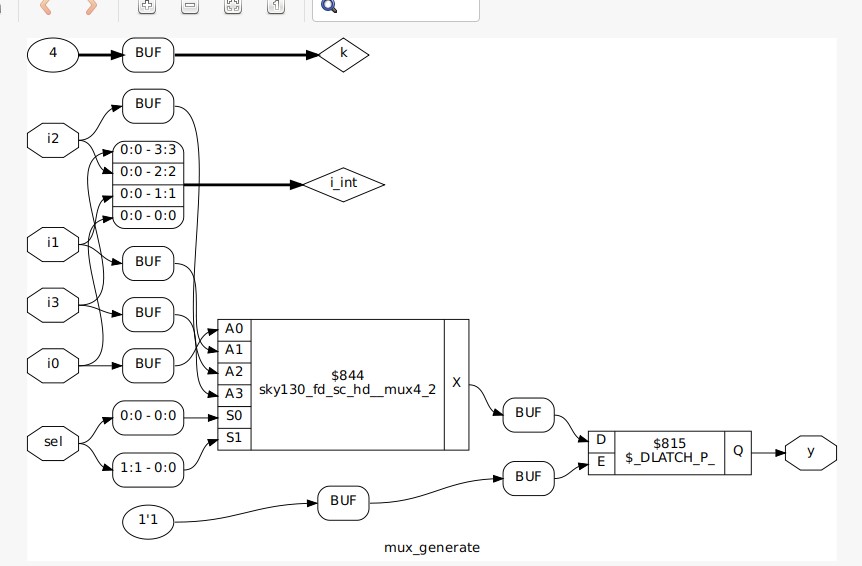 4
BUF
k
BUF
i2
0:0 - 3:3
0:0 - 2:2
0:0 - 1:1
0:0 - 0:0
i_int
i1
BUF
i3
BUF
i0
BUF
A0
A1
A2
A3
S0
S1
$844
sky130_fd_sc_hd__mux4_2
X
sel
0:0 - 0:0
1:1 - 0:0
BUF
BUF
D
E
$815
$_DLATCH_P_
Q
y
1'1
BUF
mux_generate